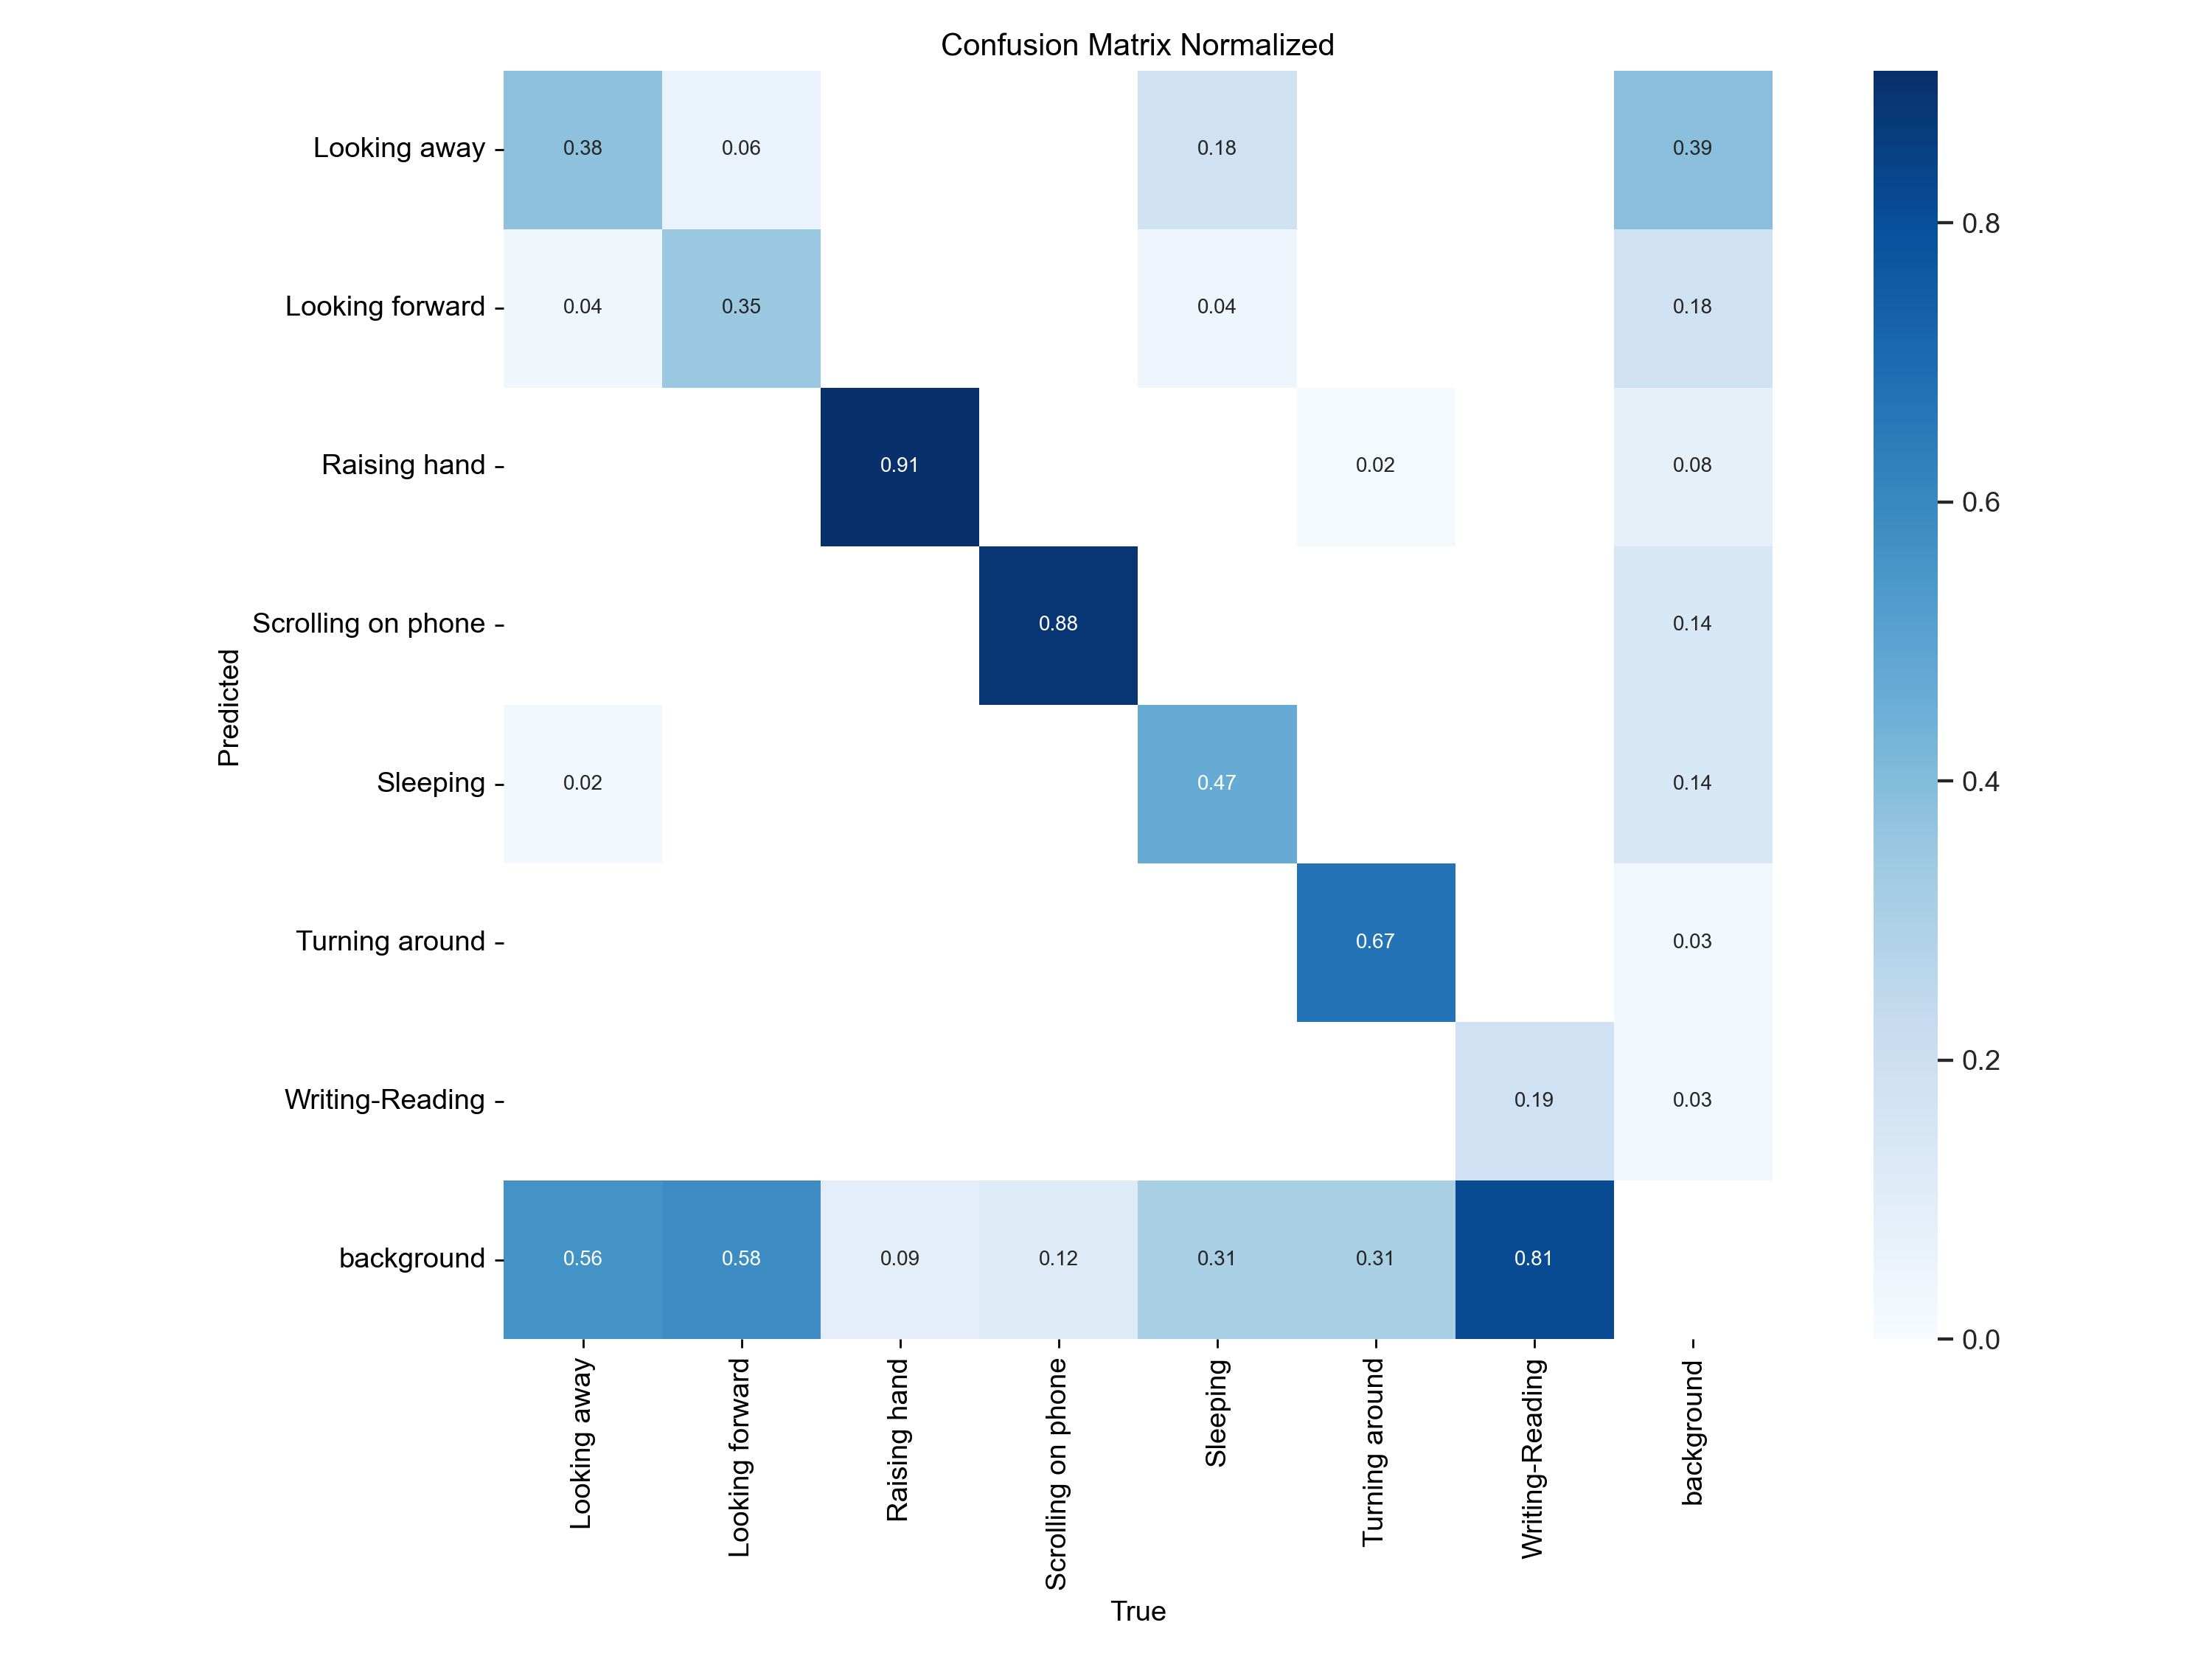 Confusion Matrix Normalized
Looking away
0.38
0.06
0.18
0.39
Looking forward
0.04
0.35
0.04
0.18
Raising hand
0.91
0.02
0.08
Scrolling on phone
0.88
0.14
Sleeping
0.02
0.47
0.14
Turning around
0.67
0.03
Writing-Reading
0.19
0.03
background
0.56
0.58
0.09
0.12
0.31
0.31
0.81
Predicted
Looking away
Looking forward
Raising hand
Scrolling on phone
Sleeping
Turning around
Writing-Reading
background
True
0.8
0.6
0.4
0.2
0.0